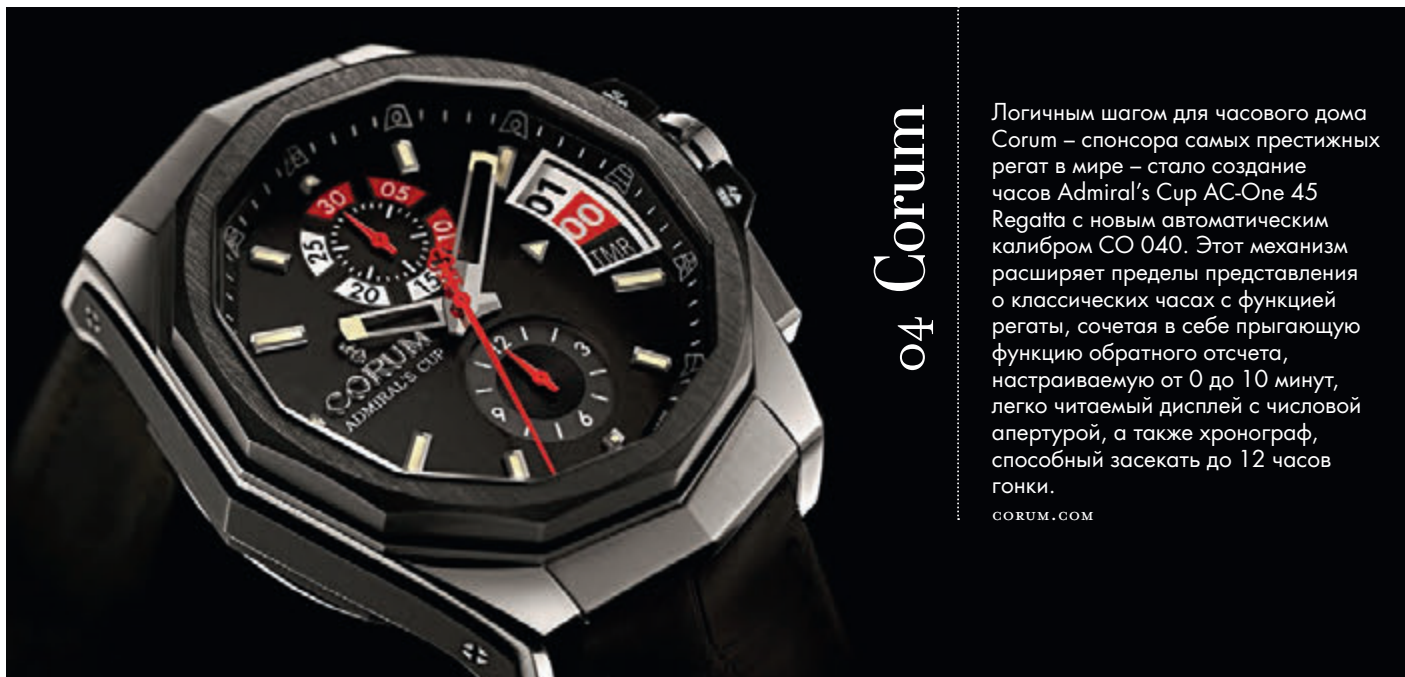 30
05
10
15
20
25
01
00
TMR
12
3
6
9
CORUM
ADMIRAL'S CUP
04 Corum
Логичным шагом для часового дома
Corum – спонсора самых престижных
регат в мире – стало создание
часов Admiral’s Cup AC-One 45
Regatta с новым автоматическим
калибром CO 040. Этот механизм
расширяет пределы представления
о классических часах с функцией
регаты, сочетая в себе прыгающую
функцию обратного отсчета,
настраиваемую от 0 до 10 минут,
легко читаемый дисплей с числовой
апертурой, а также хронограф,
способный засекать до 12 часов
гонки.
CORUM.COM